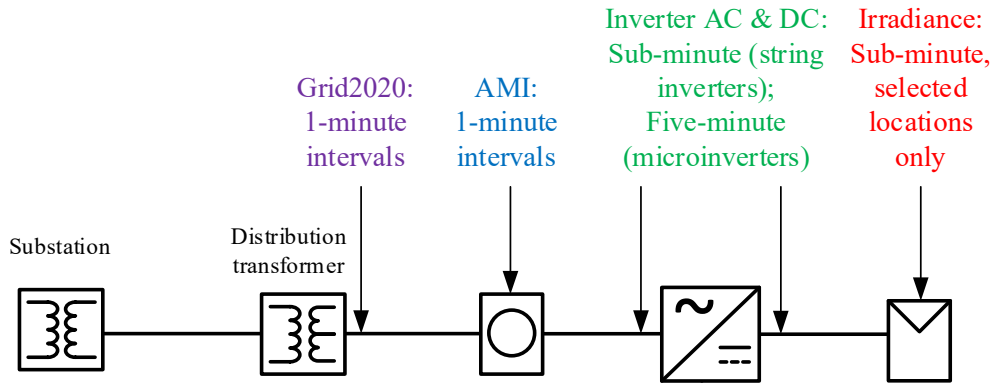 Grid2020:
1-minute
intervals
AMI:
1-minute
intervals
Inverter AC & DC:
Sub-minute (string
inverters);
Five-minute
(microinverters)
Irradiance:
Sub-minute,
selected
locations
only
Substation
Distribution
transformer